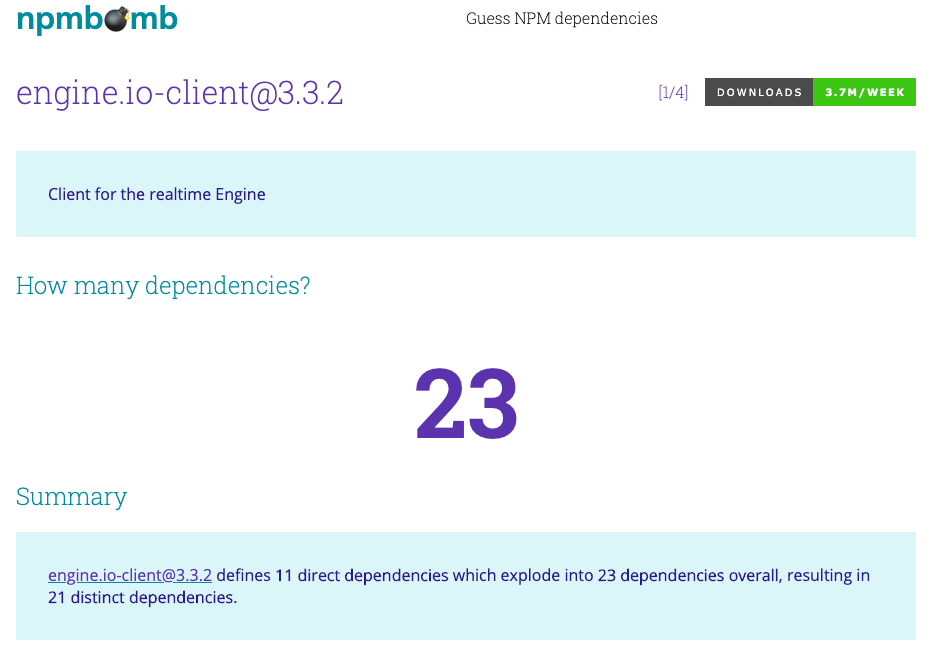 npmb💣mb
Guess NPM dependencies
engine.io-client@3.3.2
[1/4]
DOWNLOADS 3.7M/WEEK
Client for the realtime Engine
How many dependencies?
23
Summary
engine.io-client@3.3.2 defines 11 direct dependencies which explode into 23 dependencies overall, resulting in
21 distinct dependencies.